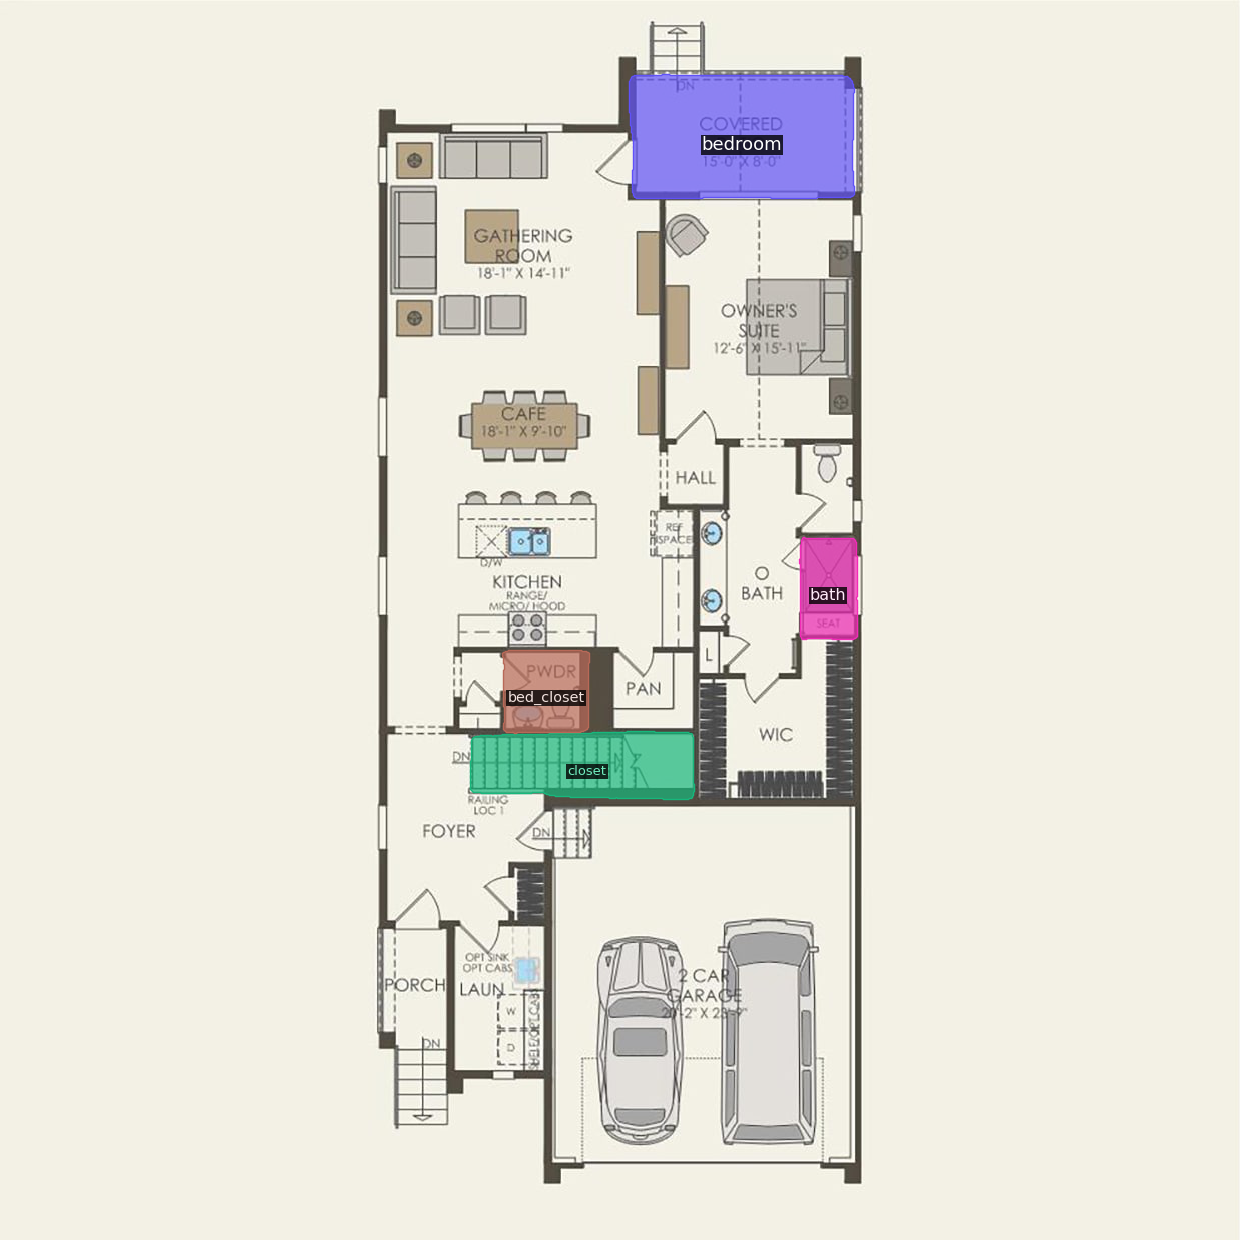 DN
COVERED
bedroom
15'-0" X 8'-0"
GATHERING
ROOM
18'-1" X 14'-11"
OWNER'S
SUITE
12'-6" X 15'-11"
CAFE
18'-1" X 9'-10"
HALL
REF
SPACE
D/W
KITCHEN
RANGE/
MICRO/ HOOD
O
BATH
bath
SEAT
PWDR
bed_closet
L
PAN
L
WIC
DN
closet
RAILING
LOC 1
FOYER
DN
OPT SINK
OPT CABS
PORCH
LAUN
W
D
SHELF/OPT CABS
DN
2 CAR
GARAGE
20'-2" X 23'-9"